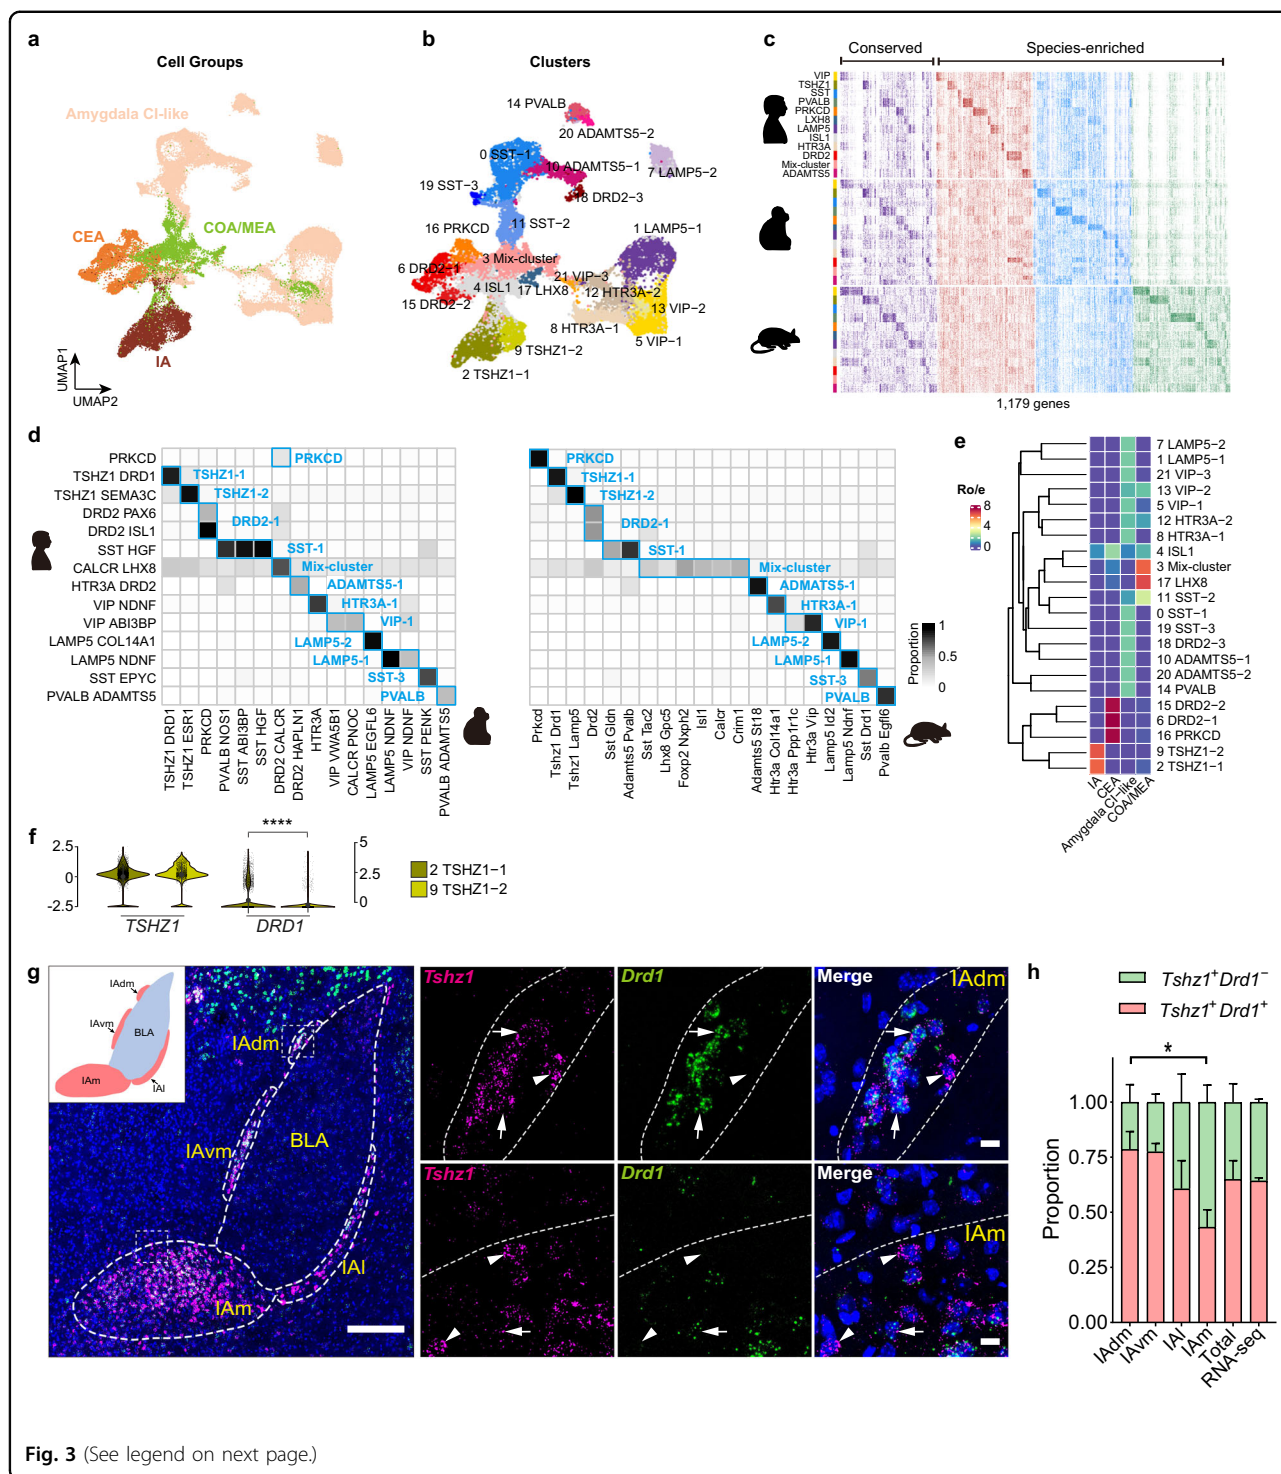 a
Cell Groups
Amygdala CI-like
COA/MEA
CEA
IA
UMAP1
UMAP2
b
Clusters
14 PVALB
20 ADAMTS5-2
0 SST-1
10 ADAMTS5-1
7 LAMP5-2
19 SST-3
18 DRD2-3
11 SST-2
16 PRKCD
1 LAMP5-1
3 Mix-cluster
6 DRD2-1
21 VIP-3
4 ISL1
17 LHX8
12 HTR3A-2
15 DRD2-2
13 VIP-2
8 HTR3A-1
9 TSHZ1-2
5 VIP-1
2 TSHZ1-1
c
Conserved
Species-enriched
VIP
TSHZ1
SST
PVALB
PRKCD
LXH8
LAMP5
ISL1
HTR3A
DRD2
Mix-cluster
ADAMTS5
1,179 genes
d
PRKCD
TSHZ1 DRD1
TSHZ1 SEMA3C
DRD2 PAX6
DRD2 ISL1
SST HGF
CALCR LHX8
HTR3A DRD2
VIP NDNF
VIP ABI3BP
LAMP5 COL14A1
LAMP5 NDNF
SST EPYC
PVALB ADAMTS5
PRKCD
TSHZ1-1
TSHZ1-2
DRD2-1
SST-1
Mix-cluster
ADAMTS5-1
HTR3A-1
VIP-1
LAMP5-2
LAMP5-1
SST-3
PVALB
TSHZ1 DRD1
TSHZ1 ESR1
PRKCD
PVALB NOS1
SST ABI3BP
SST HGF
DRD2 CALCR
DRD2 HAPLN1
HTR3A
VIP VWA5B1
CALCR PNOC
LAMP5 EGFL6
LAMP5 NDNF
VIP NDNF
SST PENK
PVALB ADAMTS5
PRKCD
TSHZ1-1
TSHZ1-2
DRD2-1
SST-1
Mix-cluster
ADMATS5-1
HTR3A-1
VIP-1
LAMP5-2
LAMP5-1
SST-3
PVALB
Prkcd
Tshz1 Drd1
Tshz1 Lamp5
Drd2
Sst Gldn
Adamts5 Pvalb
Sst Tac2
Lhx8 Gpc5
Foxp2 Nxph2
Isl1
Calcr
Crim1
Adamts5 St18
Htr3a Col14a1
Htr3a Ppp1r1c
Htr3a Vip
Lamp5 Id2
Lamp5 Ndnf
Sst Drd1
Pvalb Egfl6
Proportion
1
0.5
0
e
Ro/e
8
4
0
7 LAMP5-2
1 LAMP5-1
21 VIP-3
13 VIP-2
5 VIP-1
12 HTR3A-2
8 HTR3A-1
4 ISL1
3 Mix-cluster
17 LHX8
11 SST-2
0 SST-1
19 SST-3
18 DRD2-3
10 ADAMTS5-1
20 ADAMTS5-2
14 PVALB
15 DRD2-2
6 DRD2-1
16 PRKCD
9 TSHZ1-2
2 TSHZ1-1
IA
CEA
Amygdala CI-like
COA/MEA
f
2.5
0
-2.5
****
5
2.5
0
TSHZ1
DRD1
2 TSHZ1-1
9 TSHZ1-2
g
IAdm
IAvm
BLA
IAm
IAl
IAdm
IAvm
BLA
IAl
IAm
Tshz1
Drd1
Merge
IAdm
Tshz1
Drd1
Merge
IAm
h
Tshz1+Drd1−
Tshz1+Drd1+
*
Proportion
1.00
0.75
0.50
0.25
0.00
IAdm
IAvm
IAl
IAm
Total
RNA-seq
Fig. 3 (See legend on next page.)